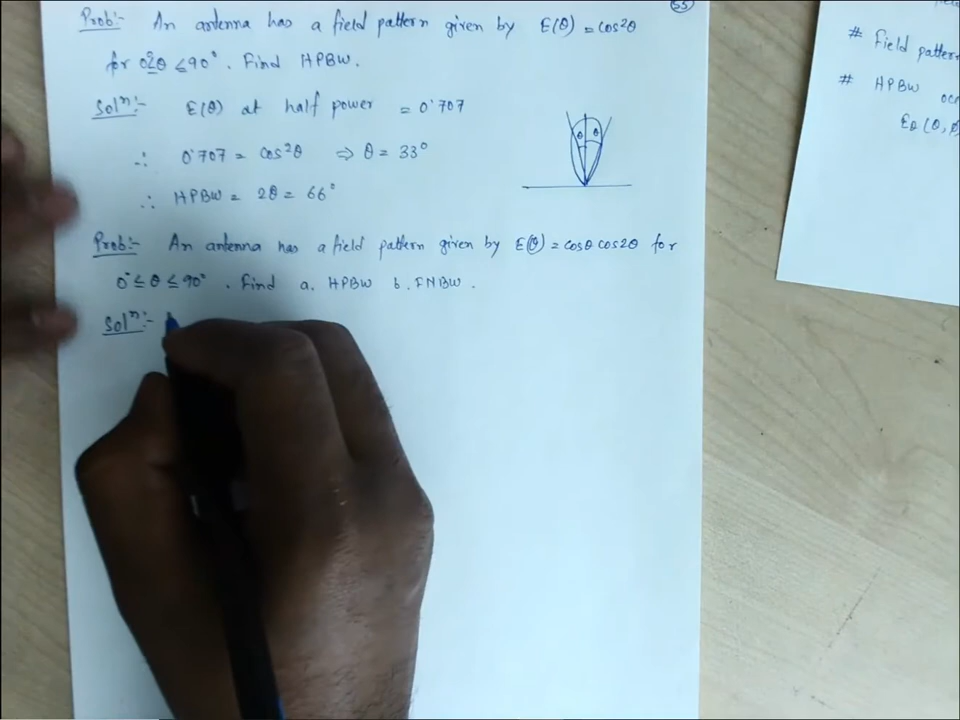 55
Prob:- An antenna has a field pattern given by E(θ) = cos²θ
for 0≤θ ≤90°. Find HPBW.
Solⁿ:- E(θ) at half power = 0.707
∴ 0.707 = cos²θ ⇒ θ = 33°
∴ HPBW = 2θ = 66°
θ θ
Prob:- An antenna has a field pattern given by E(θ) = cosθ cos2θ for
0° ≤ θ ≤ 90°. Find a. HPBW b. FNBW.
Solⁿ:-
# Field pattern
# HPBW
Eθ(θ,